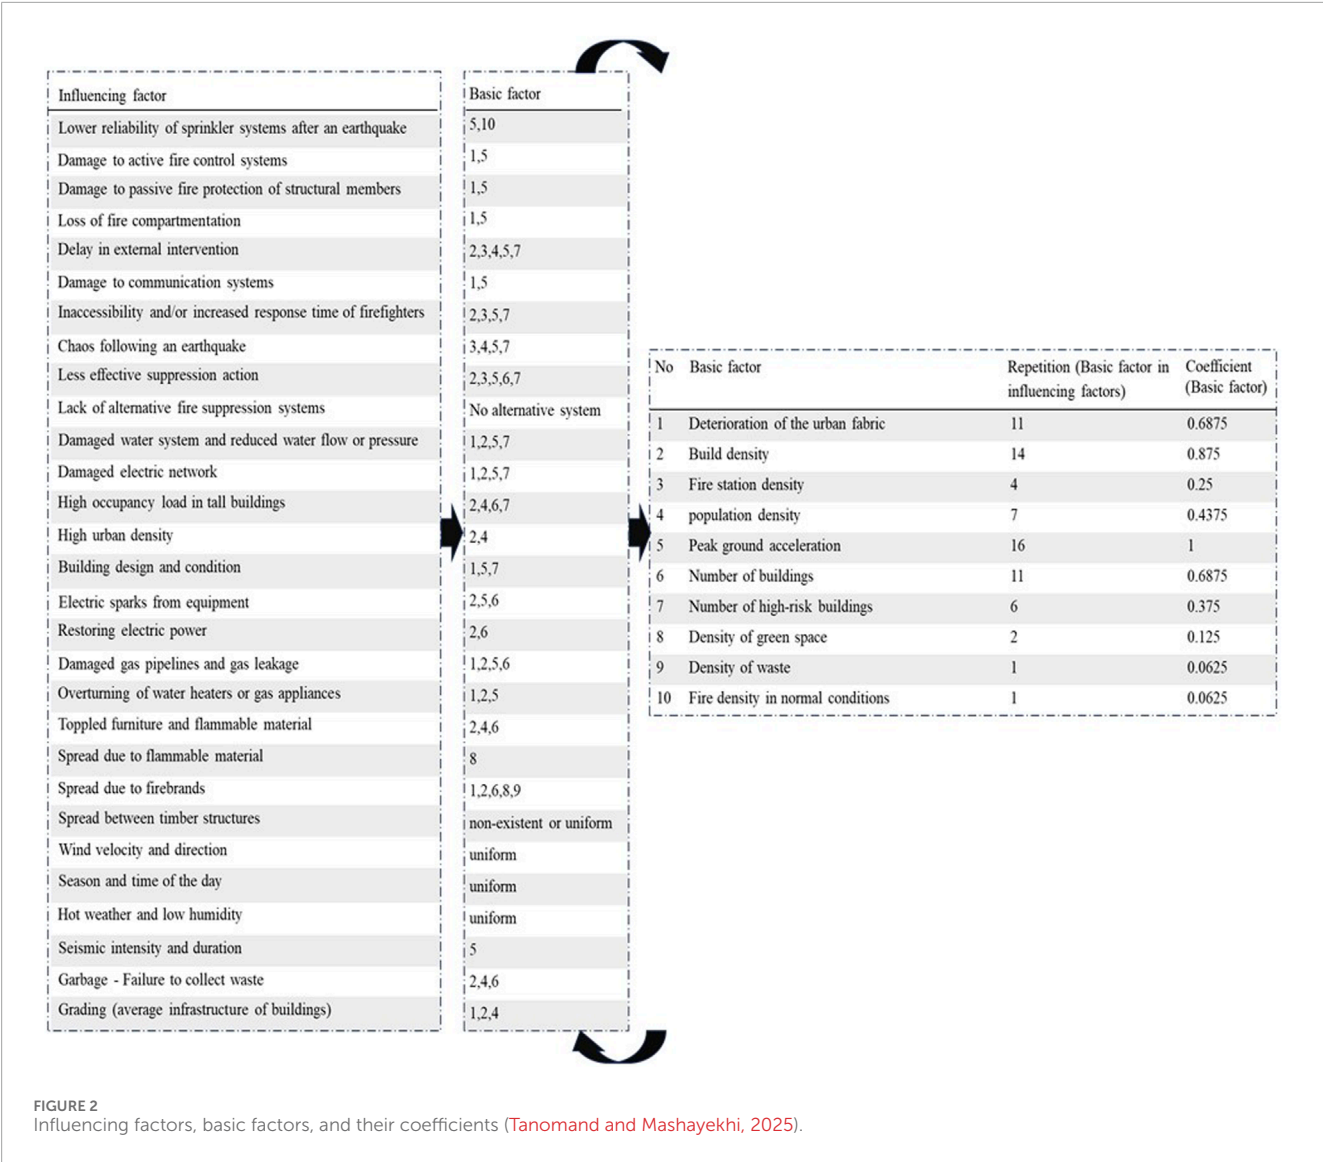 Influencing factor
Lower reliability of sprinkler systems after an earthquake
Damage to active fire control systems
Damage to passive fire protection of structural members
Loss of fire compartmentation
Delay in external intervention
Damage to communication systems
Inaccessibility and/or increased response time of firefighters
Chaos following an earthquake
Less effective suppression action
Lack of alternative fire suppression systems
Damaged water system and reduced water flow or pressure
Damaged electric network
High occupancy load in tall buildings
High urban density
Building design and condition
Electric sparks from equipment
Restoring electric power
Damaged gas pipelines and gas leakage
Overturning of water heaters or gas appliances
Toppled furniture and flammable material
Spread due to flammable material
Spread due to firebrands
Spread between timber structures
Wind velocity and direction
Season and time of the day
Hot weather and low humidity
Seismic intensity and duration
Garbage - Failure to collect waste
Grading (average infrastructure of buildings)
Basic factor
5,10
1,5
1,5
1,5
2,3,4,5,7
1,5
2,3,5,7
3,4,5,7
2,3,5,6,7
No alternative system
1,2,5,7
1,2,5,7
2,4,6,7
2,4
1,5,7
2,5,6
2,6
1,2,5,6
1,2,5
2,4,6
8
1,2,6,8,9
non-existent or uniform
uniform
uniform
uniform
5
2,4,6
1,2,4
No Basic factor Repetition (Basic factor in influencing factors) Coefficient (Basic factor)
1 Deterioration of the urban fabric 11 0.6875
2 Build density 14 0.875
3 Fire station density 4 0.25
4 population density 7 0.4375
5 Peak ground acceleration 16 1
6 Number of buildings 11 0.6875
7 Number of high-risk buildings 6 0.375
8 Density of green space 2 0.125
9 Density of waste 1 0.0625
10 Fire density in normal conditions 1 0.0625
FIGURE 2
Influencing factors, basic factors, and their coefficients (Tanomand and Mashayekhi, 2025).